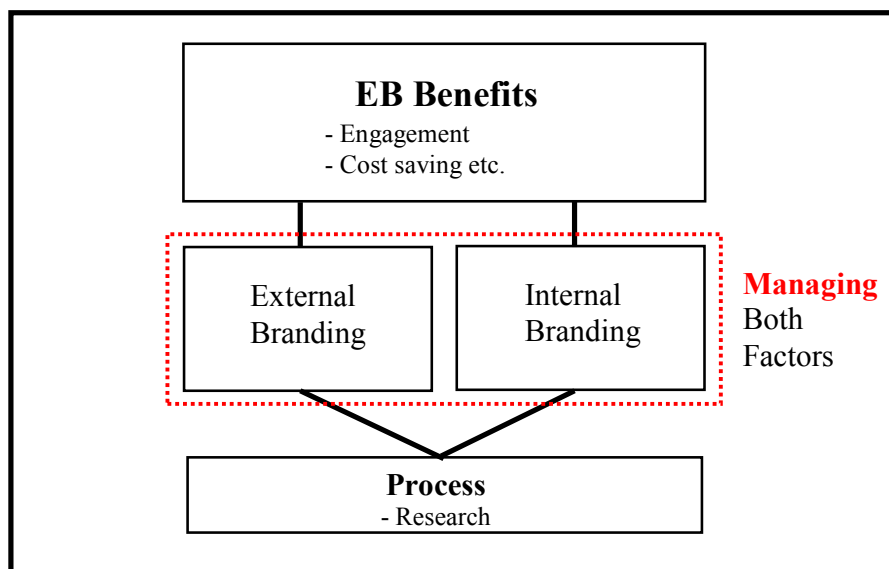 EB Benefits
- Engagement
- Cost saving etc.
External
Branding
Internal
Branding
Managing
Both
Factors
Process
- Research